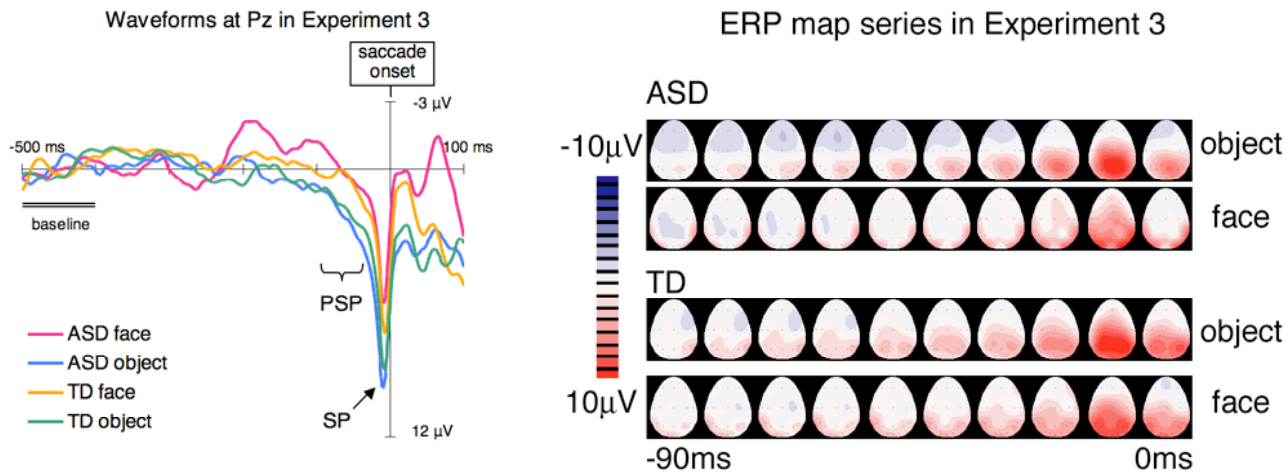 Waveforms at Pz in Experiment 3
saccade
onset
-3 µV
-500 ms
100 ms
baseline
PSP
ASD face
ASD object
TD face
TD object
SP
12 µV
ERP map series in Experiment 3
ASD
-10µV
object
face
TD
object
10µV
face
-90ms
0ms